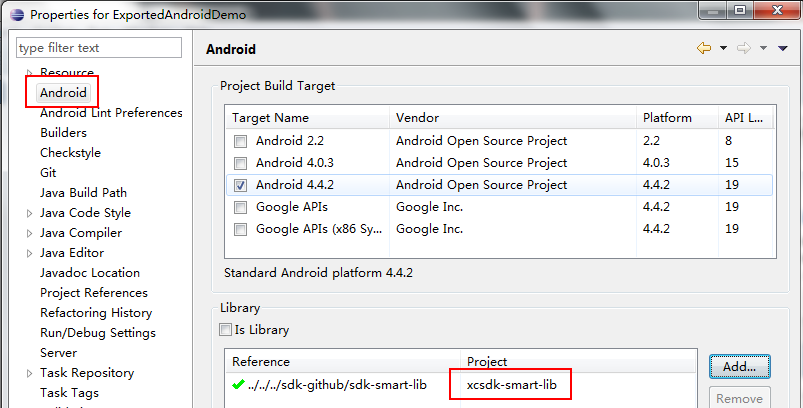 Properties for ExportedAndroidDemo
type filter text
Resource
Android
Android Lint Preferences
Builders
Checkstyle
Git
Java Build Path
Java Code Style
Java Compiler
Java Editor
Javadoc Location
Project References
Refactoring History
Run/Debug Settings
Server
Task Repository
Task Tags
Android
Project Build Target
Target Name Vendor Platform API L...
Android 2.2 Android Open Source Project 2.2 8
Android 4.0.3 Android Open Source Project 4.0.3 15
Android 4.4.2 Android Open Source Project 4.4.2 19
Google APIs Google Inc. 4.4.2 19
Google APIs (x86 Sy... Google Inc. 4.4.2 19
Standard Android platform 4.4.2
Library
Is Library
Reference Project
../../../sdk-github/sdk-smart-lib xcsdk-smart-lib
Add...
Remove